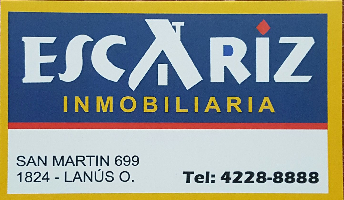 ESCARIZ
INMOBILIARIA
SAN MARTIN 699
1824 - LANÚS O.
Tel: 4228-8888